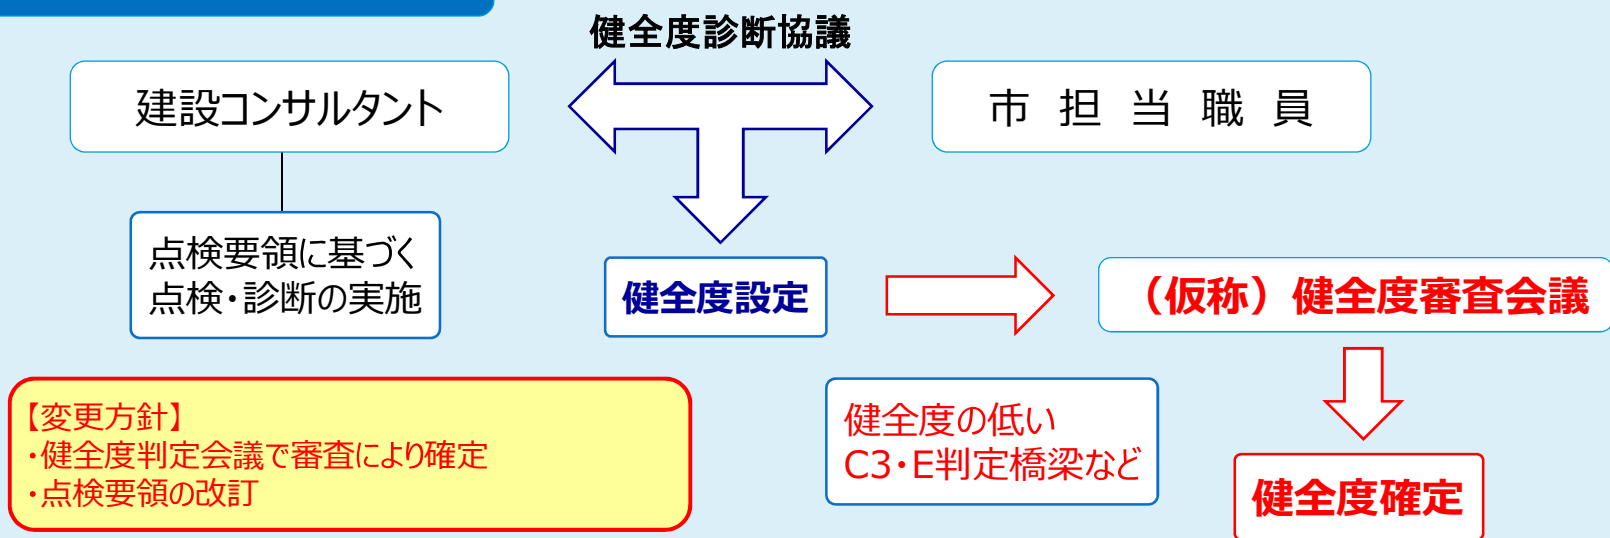 健全度診断協議
建設コンサルタント
市 担 当 職 員
点検要領に基づく
点検・診断の実施
健全度設定
（仮称）健全度審査会議
【変更方針】
・健全度判定会議で審査により確定
・点検要領の改訂
健全度の低い
C3・E判定橋梁など
健全度確定